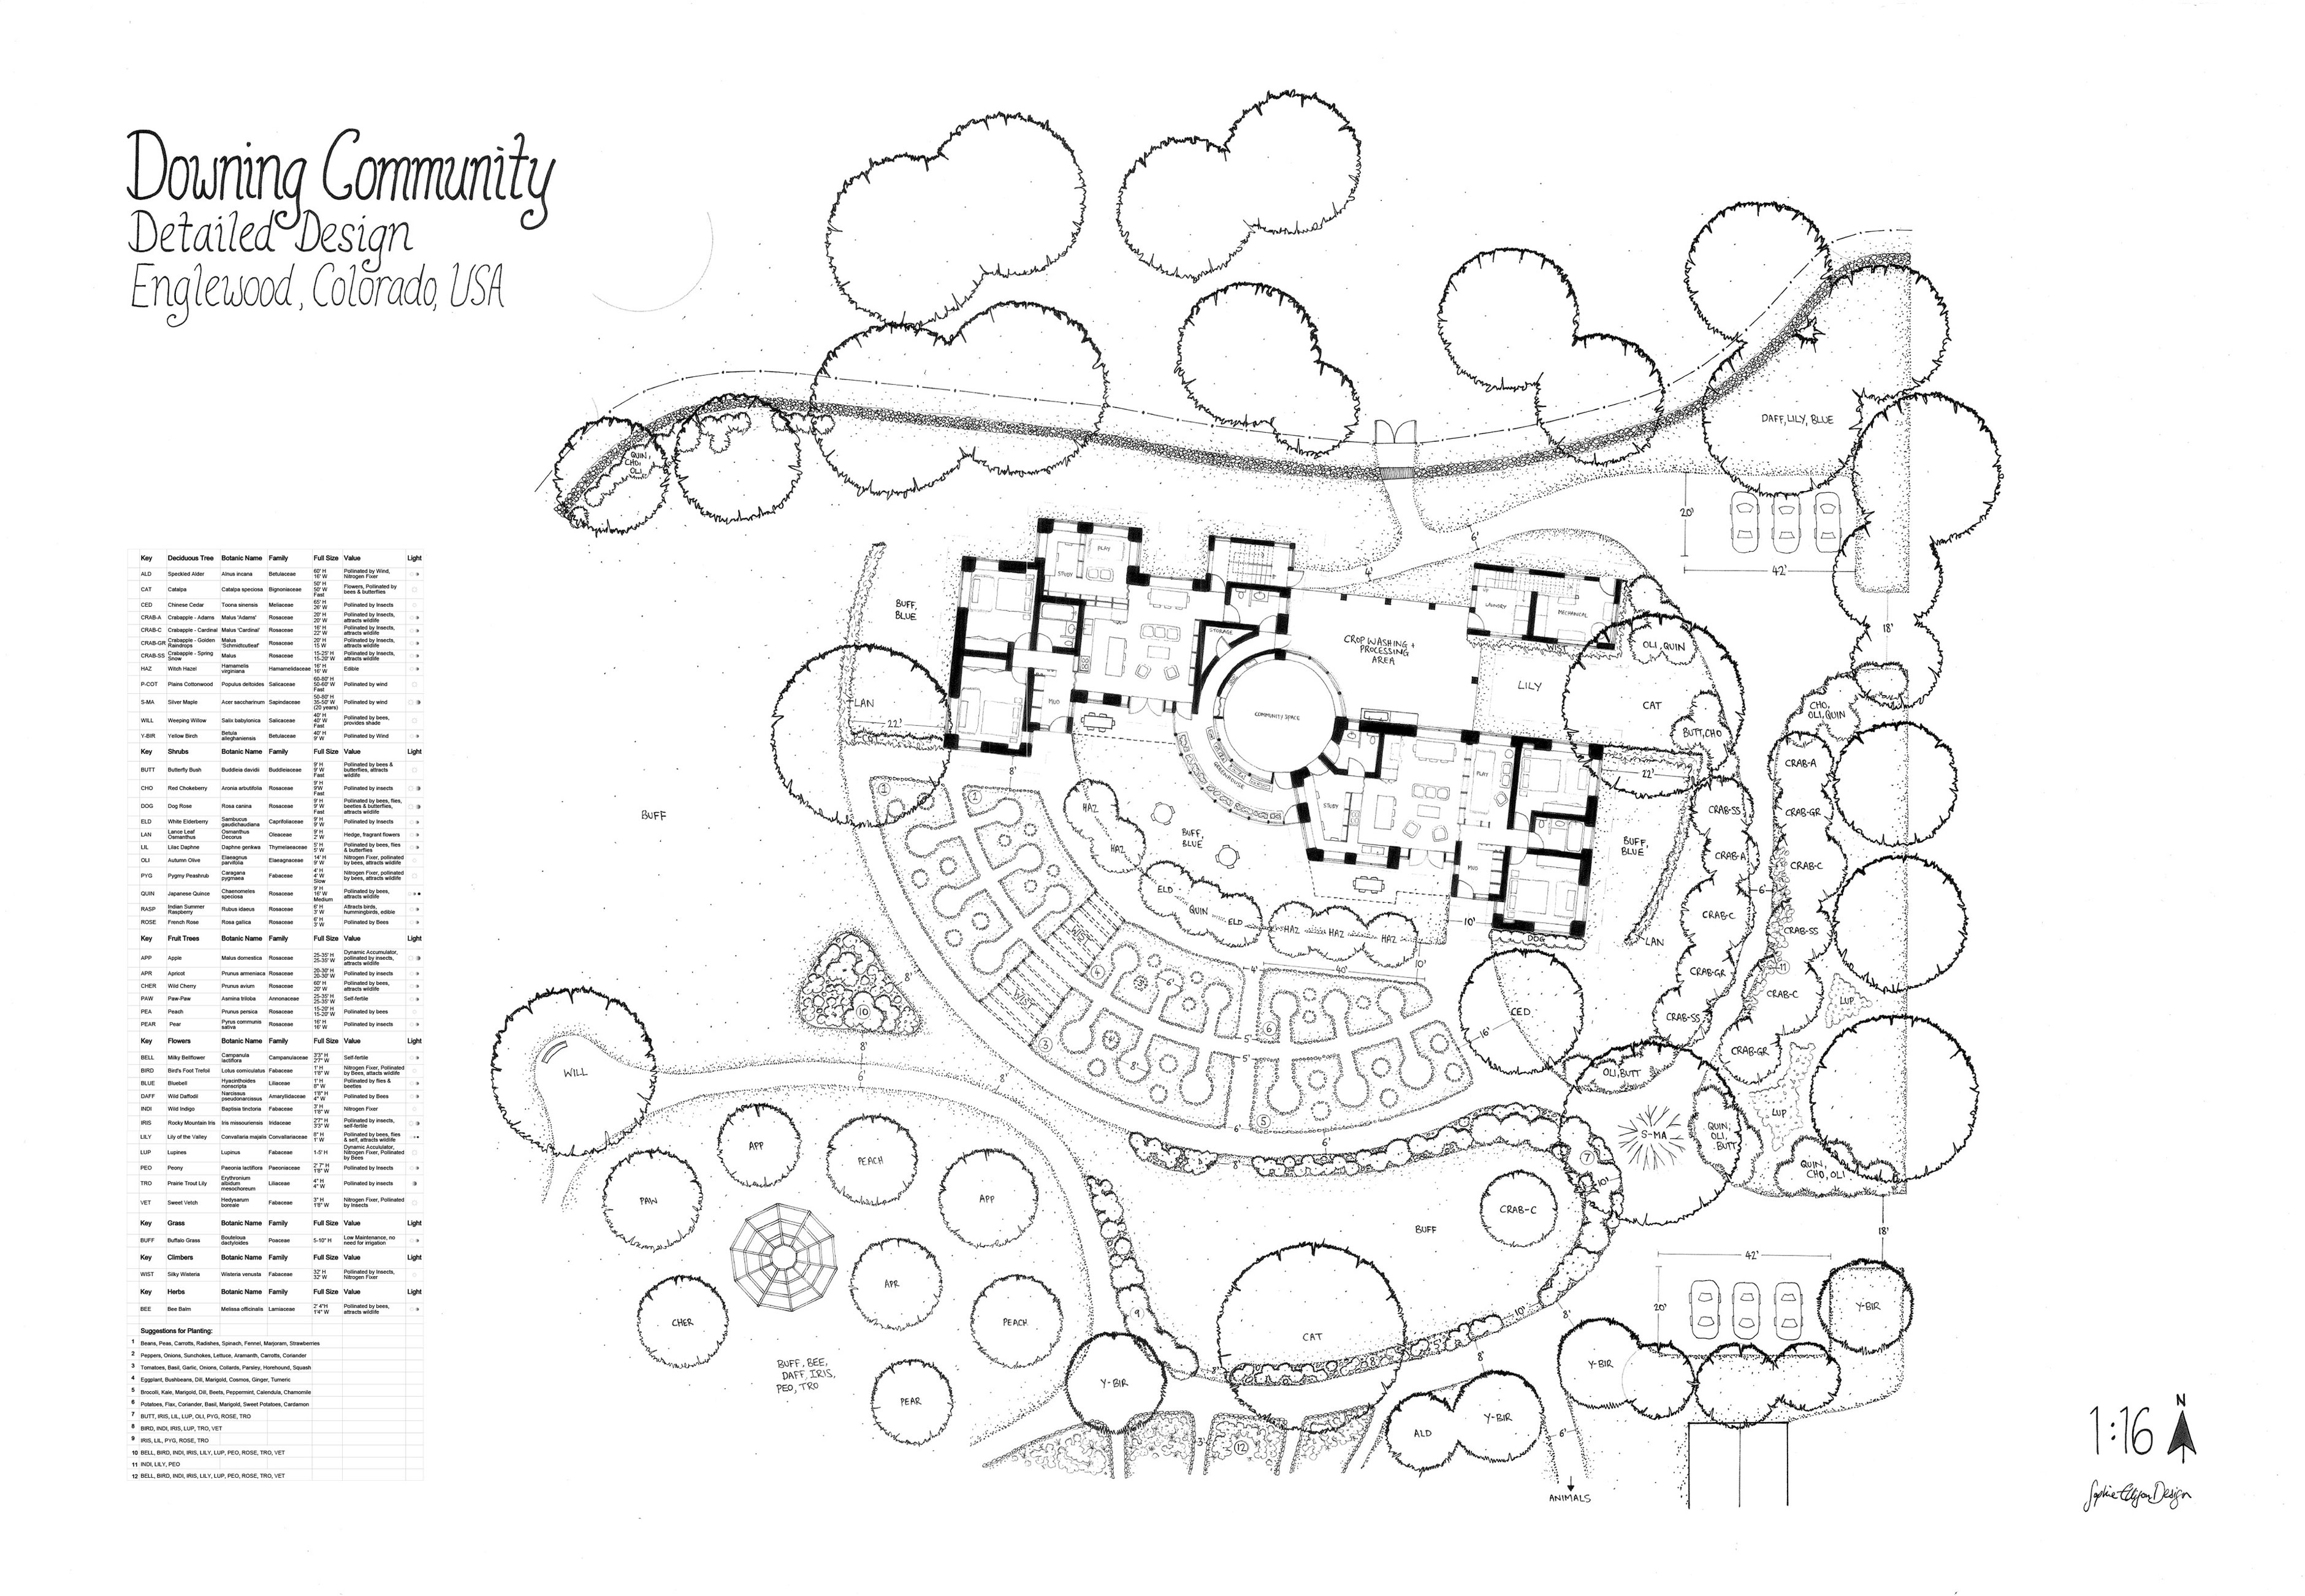 Downing Community
Detailed Design
Englewood, Colorado, USA
Key Deciduous Tree Botanic Name Family Full Size Value Light
ALD Speckled Alder Alnus incana Betulaceae 60' H 16' W Pollinated by Wind, Nitrogen Fixer
CAT Catalpa Catalpa speciosa Bignoniaceae 50' H 50' W Fast Flowers, Pollinated by bees & butterflies
CED Chinese Cedar Toona sinensis Meliaceae 65' H 26' W Pollinated by Insects
CRAB-A Crabapple - Adams Malus 'Adams' Rosaceae 20' H 20' W Pollinated by Insects, attracts wildlife
CRAB-C Crabapple - Cardinal Malus 'Cardinal' Rosaceae 16' H 22' W Pollinated by Insects, attracts wildlife
CRAB-GR Crabapple - Golden Raindrops Malus 'Schmidtcutleaf' Rosaceae 20' H 15 W Pollinated by Insects, attracts wildlife
CRAB-SS Crabapple - Spring Snow Malus Rosaceae 15-25' H 15-20' W Pollinated by Insects, attracts wildlife
HAZ Witch Hazel Hamamelis virginiana Hamamelidaceae 16' H 16' W Edible
P-COT Plains Cottonwood Populus deltoides Salicaceae 60-80' H 50-60' W Fast Pollinated by wind
S-MA Silver Maple Acer saccharinum Sapindaceae 50-80' H 35-50' W (20 years) Pollinated by wind
WILL Weeping Willow Salix babylonica Salicaceae 40' H 40' W Fast Pollinated by bees, provides shade
Y-BIR Yellow Birch Betula alleghaniensis Betulaceae 40' H 9' W Pollinated by Wind
Key Shrubs Botanic Name Family Full Size Value Light
BUTT Butterfly Bush Buddleia davidii Buddleiaceae 9' H 9' W Fast Pollinated by bees & butterflies, attracts wildlife
CHO Red Chokeberry Aronia arbutifolia Rosaceae 9' H 9'W Fast Pollinated by insects
DOG Dog Rose Rosa canina Rosaceae 9' H 9' W Fast Pollinated by bees, flies, beetles & butterflies, attracts wildlife
ELD White Elderberry Sambucus gaudichaudiana Caprifoliaceae 9' H 9' W Pollinated by Insects
LAN Lance Leaf Osmanthus Osmanthus Decorus Oleaceae 9' H 2' W Hedge, fragrant flowers
LIL Lilac Daphne Daphne genkwa Thymelaeaceae 5' H 5' W Pollinated by bees, flies & butterflies
OLI Autumn Olive Elaeagnus parvifolia Elaeagnaceae 14' H 9' W Nitrogen Fixer, pollinated by bees, attracts wildlife
PYG Pygmy Peashrub Caragana pygmaea Fabaceae 4' H 4' W Slow Nitrogen Fixer, pollinated by bees, attracts wildlife
QUIN Japanese Quince Chaenomeles speciosa Rosaceae 9' H 16' W Medium Pollinated by bees, attracts wildlife
RASP Indian Summer Raspberry Rubus idaeus Rosaceae 6' H 3' W Attracts birds, hummingbirds, edible
ROSE French Rose Rosa gallica Rosaceae 6' H 3' W Pollinated by Bees
Key Fruit Trees Botanic Name Family Full Size Value Light
APP Apple Malus domestica Rosaceae 25-35' H 25-35' W Dynamic Accumulator, pollinated by insects, attracts wildlife
APR Apricot Prunus armeniaca Rosaceae 20-30' H 20-30' W Pollinated by insects
CHER Wild Cherry Prunus avium Rosaceae 60' H 20' W Pollinated by bees, attracts wildlife
PAW Paw-Paw Asmina triloba Annonaceae 25-35' H 25-35' W Self-fertile
PEA Peach Prunus persica Rosaceae 15-20' H 15-20' W Pollinated by bees
PEAR Pear Pyrus communis sativa Rosaceae 16' H 16' W Pollinated by insects
Key Flowers Botanic Name Family Full Size Value Light
BELL Milky Bellflower Campanula lactiflora Campanulaceae 3'3" H 2'7" W Self-fertile
BIRD Bird's Foot Trefoil Lotus corniculatus Fabaceae 1' H 1'8" W Nitrogen Fixer, Pollinated by Bees, attacts wildlife
BLUE Bluebell Hyacinthoides nonscripta Liliaceae 1' H 8" W Pollinated by flies & beetles
DAFF Wild Daffodil Narcissus pseudonarcissus Amaryllidaceae 1'8" H 4" W Pollinated by Bees
INDI Wild Indigo Baptisia tinctoria Fabaceae 3' H 1'8" W Nitrogen Fixer
IRIS Rocky Mountain Iris Iris missouriensis Iridaceae 2'7" H 3'3" W Pollinated by insects, self-fertile
LILY Lily of the Valley Convallaria majalis Convallariaceae 8" H 1' W Pollinated by bees, flies & self, attracts wildlife
LUP Lupines Lupinus Fabaceae 1-5' H Dynamic Acculator, Nitrogen Fixer, Pollinated by Bees
PEO Peony Paeonia lactiflora Paeoniaceae 2' 7" H 1'8" W Pollinated by Insects
TRO Prairie Trout Lily Erythronium albidum mesochoreum Liliaceae 4" H 4" W Pollinated by insects
VET Sweet Vetch Hedysarum boreale Fabaceae 3" H 1'8" W Nitrogen Fixer, Pollinated by Insects
Key Grass Botanic Name Family Full Size Value Light
BUFF Buffalo Grass Boutelous dactyloides Poaceae 5-10" H Low Maintenance, no need for irrigation
Key Climbers Botanic Name Family Full Size Value Light
WIST Silky Wisteria Wisteria venusta Fabaceae 32' H 32' W Pollinated by Insects, Nitrogen Fixer
Key Herbs Botanic Name Family Full Size Value Light
BEE Bee Balm Melissa officinalis Lamiaceae 2' 4"H 1'4" W Pollinated by bees, attracts wildlife
Suggestions for Planting:
1 Beans, Peas, Carrotts, Radishes, Spinach, Fennel, Marjoram, Strawberries
2 Peppers, Onions, Sunchokes, Lettuce, Aramanth, Carrotts, Coriander
3 Tomatoes, Basil, Garlic, Onions, Collards, Parsley, Horehound, Squash
4 Eggplant, Bushbeans, Dill, Marigold, Cosmos, Ginger, Tumeric
5 Brocolli, Kale, Marigold, Dill, Beets, Peppermint, Calendula, Chamomile
6 Potatoes, Flax, Coriander, Basil, Marigold, Sweet Potatoes, Cardamon
7 BUTT, IRIS, LIL, LUP, OLI, PYG, ROSE, TRO
8 BIRD, INDI, IRIS, LUP, TRO, VET
9 IRIS, LIL, PYG, ROSE, TRO
10 BELL, BIRD, INDI, IRIS, LILY, LUP, PEO, ROSE, TRO, VET
11 INDI, LILY, PEO
12 BELL, BIRD, INDI, IRIS, LILY, LUP, PEO, ROSE, TRO, VET
QUIN,
CHO,
OLI
DAFF, LILY, BLUE
20'
42'
6'
4'
18'
PLAY
STUDY
BUFF,
BLUE
STORAGE
LAUNDRY
MECHANICAL
CROP WASHING +
PROCESSING
AREA
WIST
OLI, QUIN
LILY
LAN
22'
MUD
COMMUNITY SPACE
GREENHOUSE
CAT
BUTT, CHO
22'
CHO,
OLI, QUIN
CRAB-A
CRAB-GR
CRAB-C
CRAB-SS
CRAB-C
CRAB-GR
11
LUP
LUP
CRAB-SS
CRAB-A
CRAB-C
CRAB-GR
CRAB-SS
6'
BUFF
8'
1
2
HAZ
HAZ
BUFF,
BLUE
PLAY
STUDY
MUD
BUFF,
BLUE
LAN
ELD
QUIN
ELD
HAZ
HAZ
HAZ
10'
DOG
WIST
WIST
4
4'
40'
10'
6
3
5'
5'
5
8'
10
CED
16'
OLI, BUTT
S-MA
QUIN,
OLI,
BUTT
QUIN,
CHO, OLI
WILL
8'
6'
8'
6'
6'
8'
7
10'
APP
PEACH
PAW
APP
APR
CHER
PEACH
PEAR
BUFF, BEE,
DAFF, IRIS,
PEO, TRO
BUFF
CRAB-C
CAT
9
10'
8'
8'
Y-BIR
3'
12
ALD
Y-BIR
Y-BIR
6'
ANIMALS
42'
20'
18'
Y-BIR
N
1:16